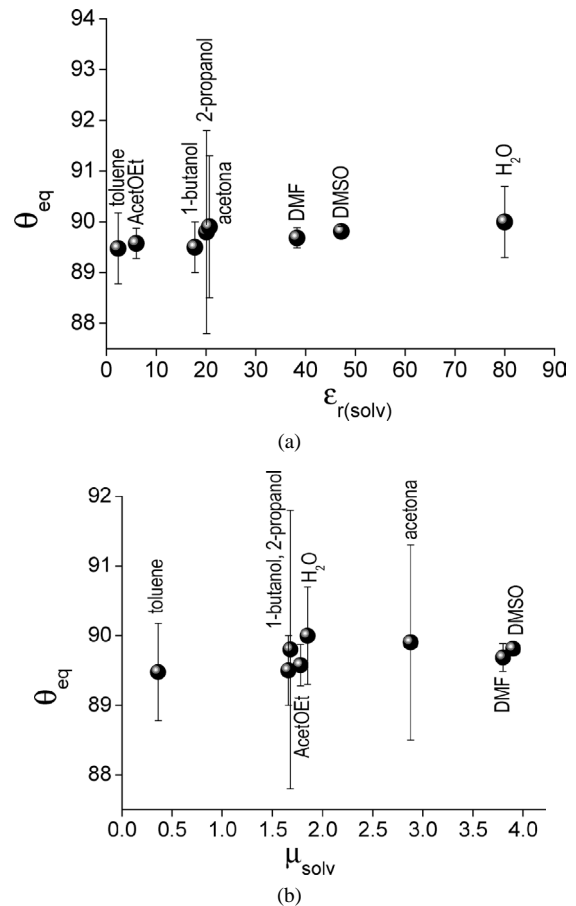 94
93
92
91
90
89
88
θeq
toluene
AcetOEt
1-butanol
2-propanol
acetona
DMF
DMSO
H2O
0 10 20 30 40 50 60 70 80 90
εr(solv)
(a)
92
91
90
89
88
θeq
toluene
1-butanol, 2-propanol
AcetOEt
H2O
acetona
DMF
DMSO
0.0 0.5 1.0 1.5 2.0 2.5 3.0 3.5 4.0
μsolv
(b)